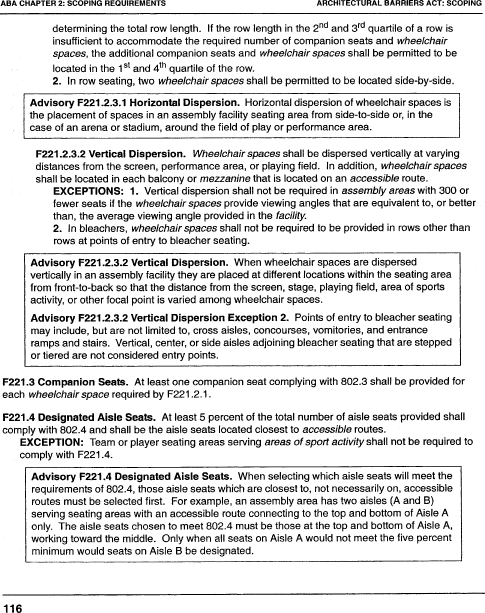 ABA CHAPTER 2: SCOPING REQUIREMENTS ARCHITECTURAL BARRIERS ACT: SCOPING
determining the total row length. If the row length in the 2nd and 3rd quartile of a row is
insufficient to accommodate the required number of companion seats and wheelchair
spaces, the additional companion seats and wheelchair spaces shall be permitted to be
located in the 1st and 4th quartile of the row.
2. In row seating, two wheelchair spaces shall be permitted to be located side-by-side.
Advisory F221.2.3.1 Horizontal Dispersion. Horizontal dispersion of wheelchair spaces is
the placement of spaces in an assembly facility seating area from side-to-side or, in the
case of an arena or stadium, around the field of play or performance area.
F221.2.3.2 Vertical Dispersion. Wheelchair spaces shall be dispersed vertically at varying
distances from the screen, performance area, or playing field. In addition, wheelchair spaces
shall be located in each balcony or mezzanine that is located on an accessible route.
EXCEPTIONS: 1. Vertical dispersion shall not be required in assembly areas with 300 or
fewer seats if the wheelchair spaces provide viewing angles that are equivalent to, or better
than, the average viewing angle provided in the facility.
2. In bleachers, wheelchair spaces shall not be required to be provided in rows other than
rows at points of entry to bleacher seating.
Advisory F221.2.3.2 Vertical Dispersion. When wheelchair spaces are dispersed
vertically in an assembly facility they are placed at different locations within the seating area
from front-to-back so that the distance from the screen, stage, playing field, area of sports
activity, or other focal point is varied among wheelchair spaces.
Advisory F221.2.3.2 Vertical Dispersion Exception 2. Points of entry to bleacher seating
may include, but are not limited to, cross aisles, concourses, vomitories, and entrance
ramps and stairs. Vertical, center, or side aisles adjoining bleacher seating that are stepped
or tiered are not considered entry points.
F221.3 Companion Seats. At least one companion seat complying with 802.3 shall be provided for
each wheelchair space required by F221.2.1.
F221.4 Designated Aisle Seats. At least 5 percent of the total number of aisle seats provided shall
comply with 802.4 and shall be the aisle seats located closest to accessible routes.
EXCEPTION: Team or player seating areas serving areas of sport activity shall not be required to
comply with F221.4.
Advisory F221.4 Designated Aisle Seats. When selecting which aisle seats will meet the
requirements of 802.4, those aisle seats which are closest to, not necessarily on, accessible
routes must be selected first. For example, an assembly area has two aisles (A and B)
serving seating areas with an accessible route connecting to the top and bottom of Aisle A
only. The aisle seats chosen to meet 802.4 must be those at the top and bottom of Aisle A,
working toward the middle. Only when all seats on Aisle A would not meet the five percent
minimum would seats on Aisle B be designated.
116